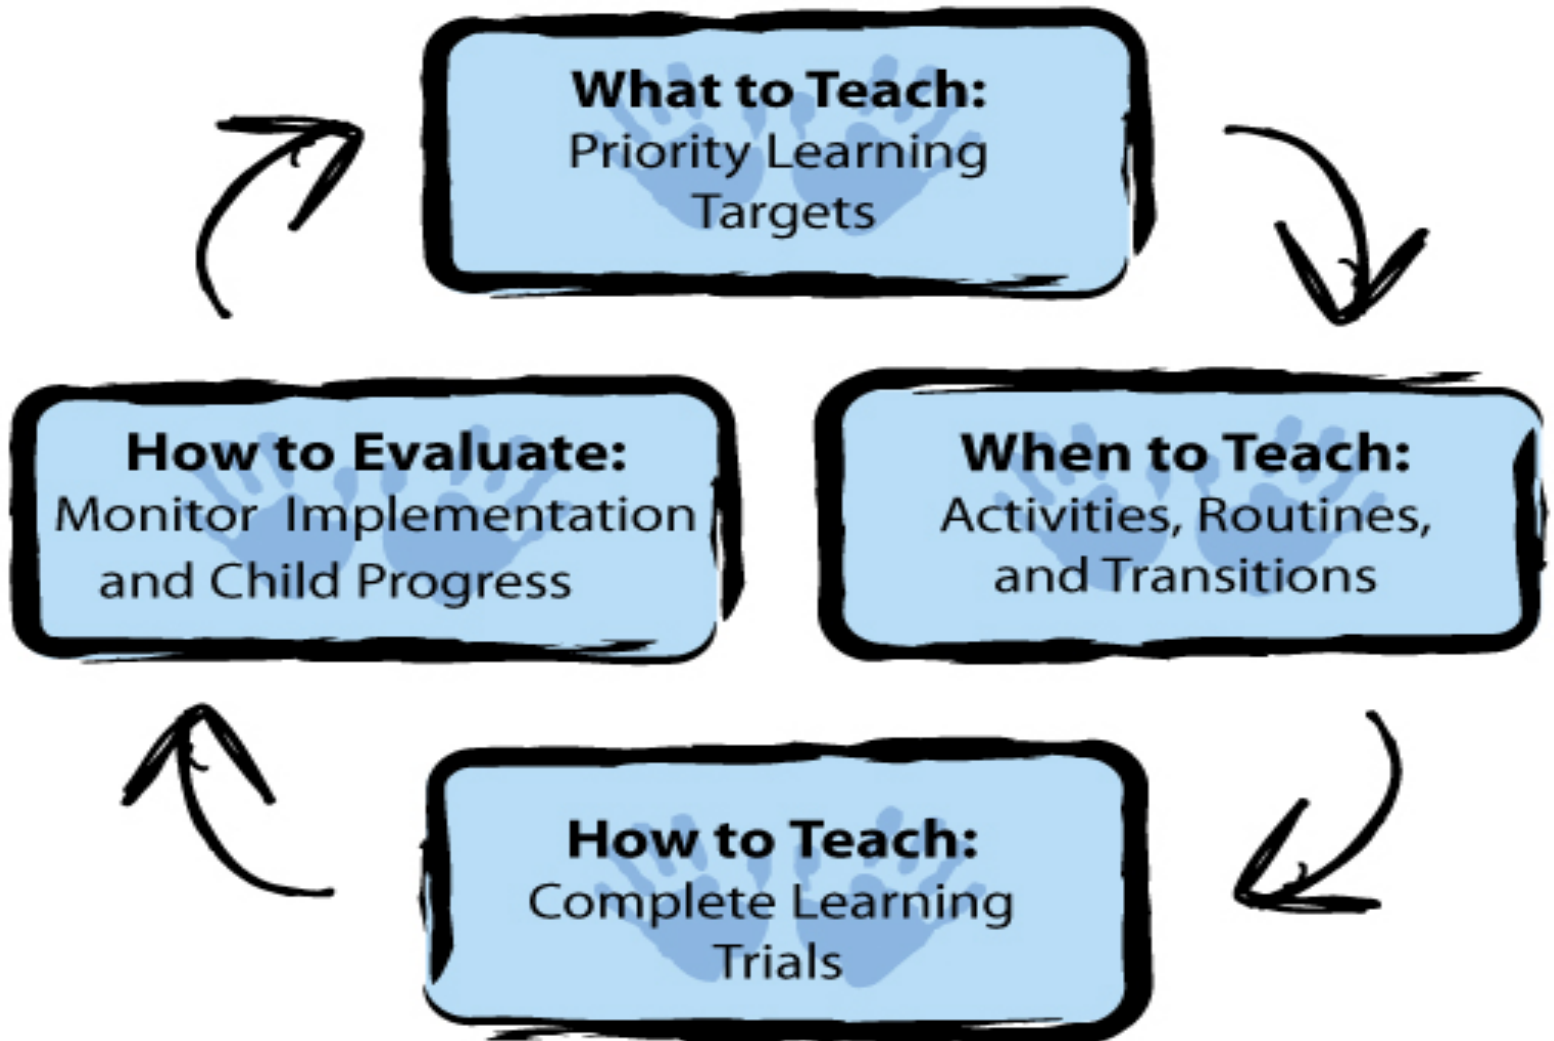 What to Teach:
Priority Learning
Targets
When to Teach:
Activities, Routines,
and Transitions
How to Teach:
Complete Learning
Trials
How to Evaluate:
Monitor Implementation
and Child Progress